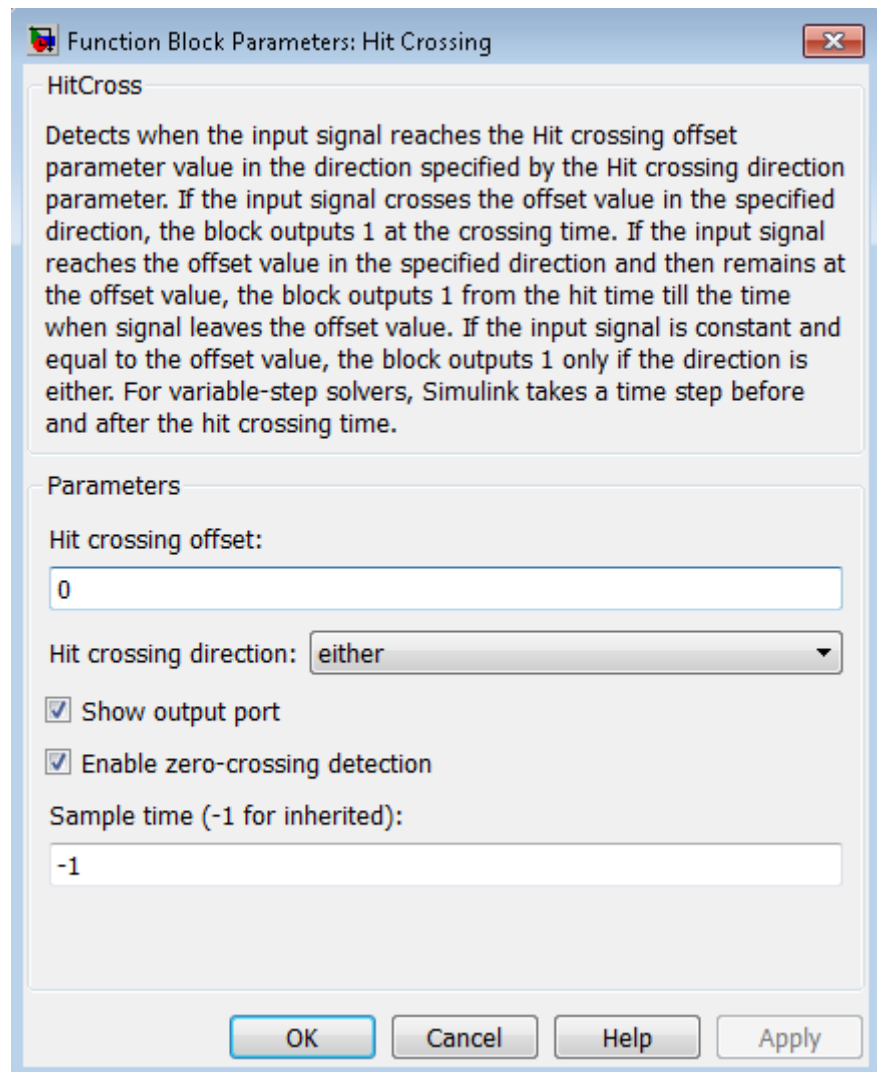 Function Block Parameters: Hit Crossing
HitCross
Detects when the input signal reaches the Hit crossing offset
parameter value in the direction specified by the Hit crossing direction
parameter. If the input signal crosses the offset value in the specified
direction, the block outputs 1 at the crossing time. If the input signal
reaches the offset value in the specified direction and then remains at
the offset value, the block outputs 1 from the hit time till the time
when signal leaves the offset value. If the input signal is constant and
equal to the offset value, the block outputs 1 only if the direction is
either. For variable-step solvers, Simulink takes a time step before
and after the hit crossing time.
Parameters
Hit crossing offset:
0
Hit crossing direction: either
Show output port
Enable zero-crossing detection
Sample time (-1 for inherited):
-1
OK Cancel Help Apply